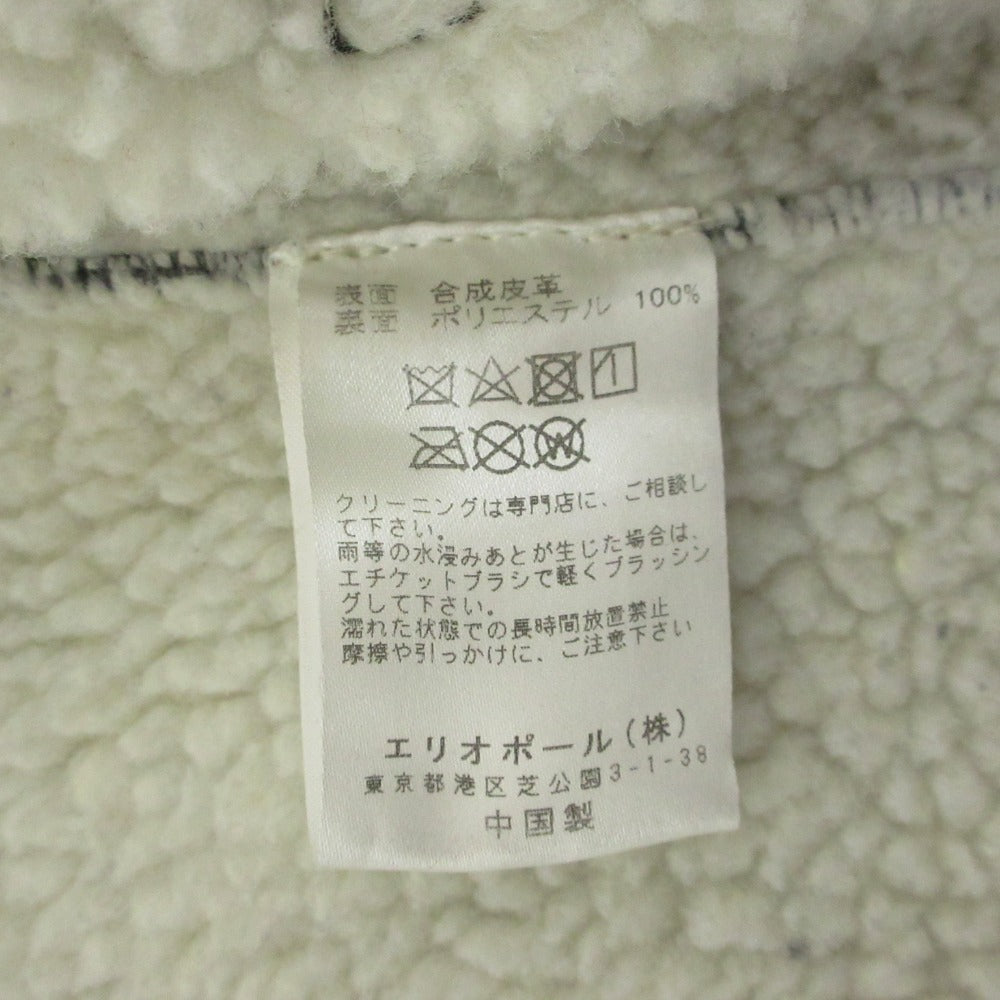 表面　合成皮革
裏面　ポリエステル　100%
クリーニングは専門店に、ご相談し
て下さい。
雨等の水浸みあとが生じた場合は、
エチケットブラシで軽くブラッシン
グして下さい。
濡れた状態での長時間放置禁止
摩擦や引っかけに、ご注意下さい
エリオポール(株)
東京都港区芝公園3-1-38
中国製